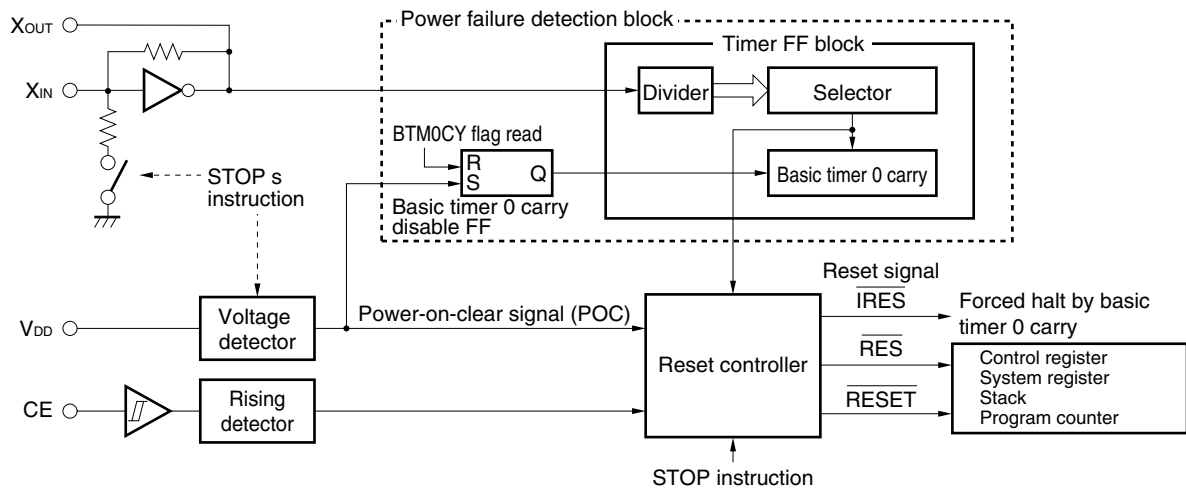 XOUT
Power failure detection block
Timer FF block
XIN
Divider
Selector
BTM0CY flag read
R
S
Q
Basic timer 0 carry
STOP s
instruction
Basic timer 0 carry
disable FF
Reset signal
IRES
Forced halt by basic
timer 0 carry
VDD
Voltage
detector
Power-on-clear signal (POC)
Reset controller
RES
Control register
System register
Stack
Program counter
CE
Rising
detector
RESET
STOP instruction